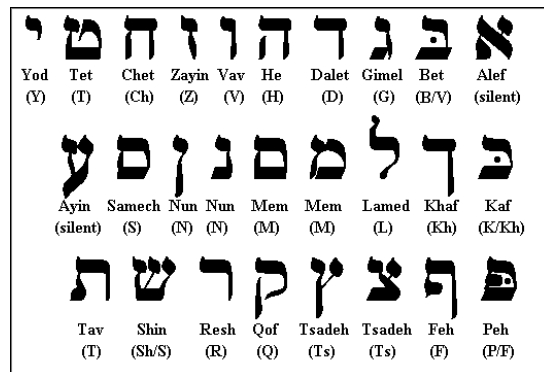 א בּ ג ד ה ו ז ח ט י
Yod Tet Chet Zayin Vav He Dalet Gimel Bet Alef
(Y) (T) (Ch) (Z) (V) (H) (D) (G) (B/V) (silent)
כּ ך ל מ ם נ ן ס ע
Ayin Samech Nun Nun Mem Mem Lamed Khaf Kaf
(silent) (S) (N) (N) (M) (M) (L) (Kh) (K/Kh)
פּ ף צ ץ ק ר ש ת
Tav Shin Resh Qof Tsadeh Tsadeh Feh Peh
(T) (Sh/S) (R) (Q) (Ts) (Ts) (F) (P/F)